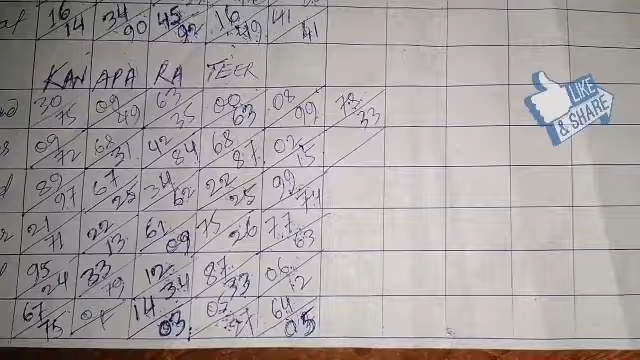 16/14 34/90 45/92 16/49 41/41
KAN APA RA TEER
30/75 09/49 63/35 00/63 08/99 73/33
09/72 68/31 42/84 68/87 02/15
89/97 67/25 34/62 22/25 99/74
21/71 22/13 61/09 75/26 77/63
95/24 33/79 12/34 87/33 06/12
67/75 14/03 64/05
LIKE
& SHARE